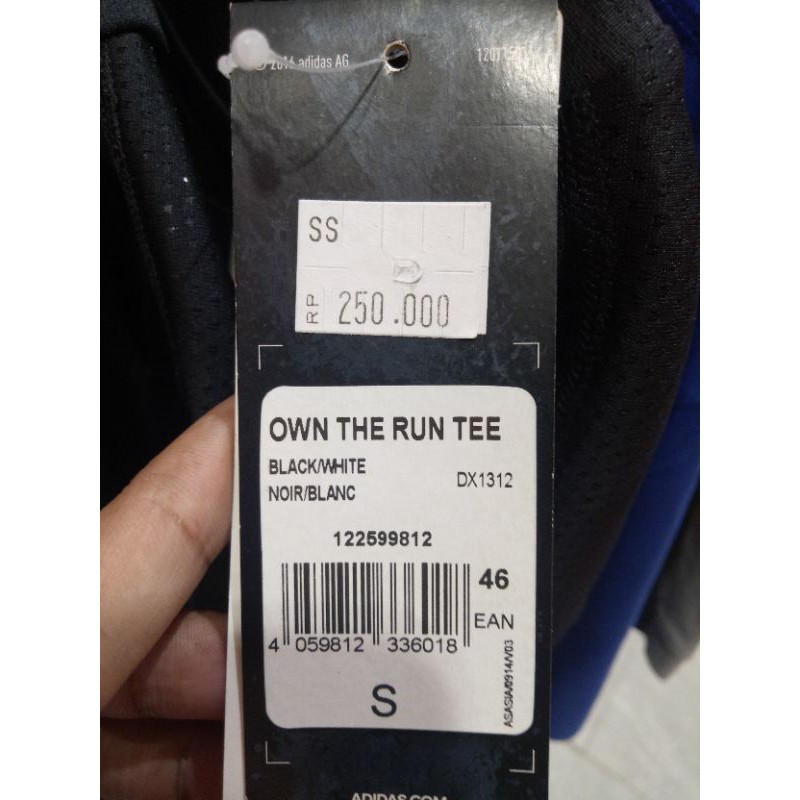 © 2016 adidas AG
SS
RP 250.000
OWN THE RUN TEE
BLACK/WHITE
NOIR/BLANC
DX1312
122599812
46
EAN
4 059812 336018
S
ASASIA/0914/V/03
ADIDAS.COM